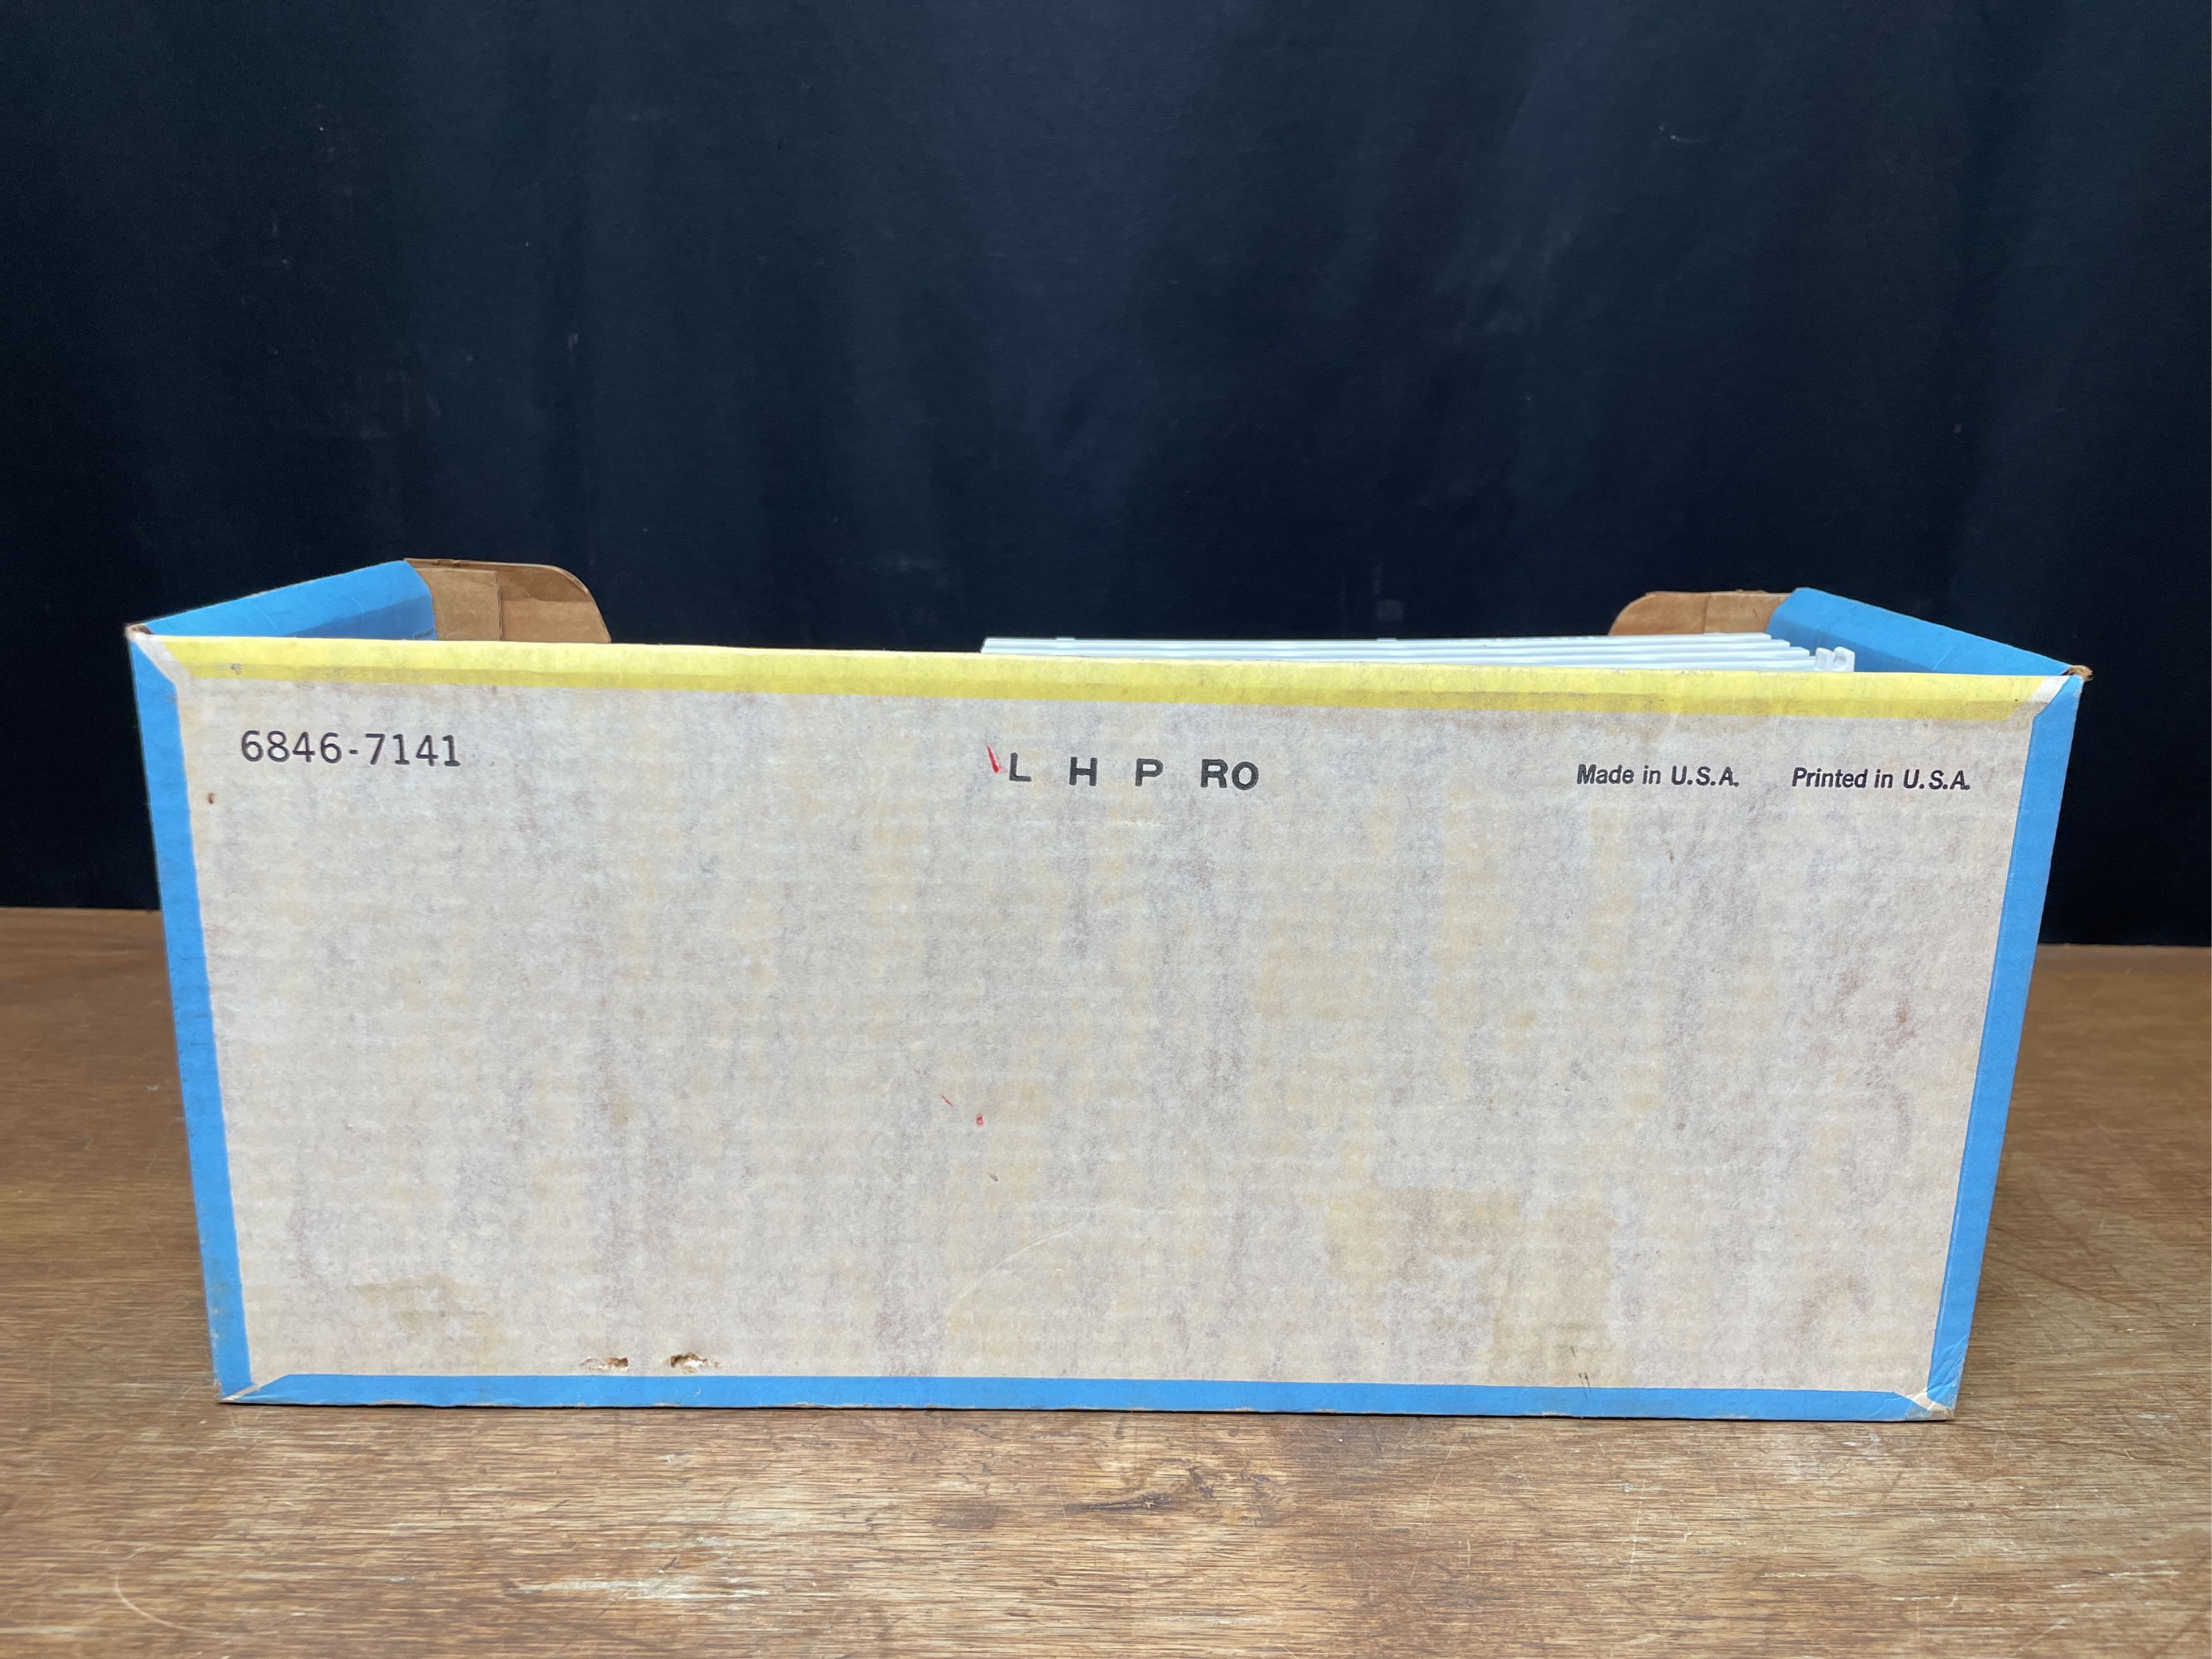 6846-7141
L H P RO
Made in U.S.A. Printed in U.S.A.